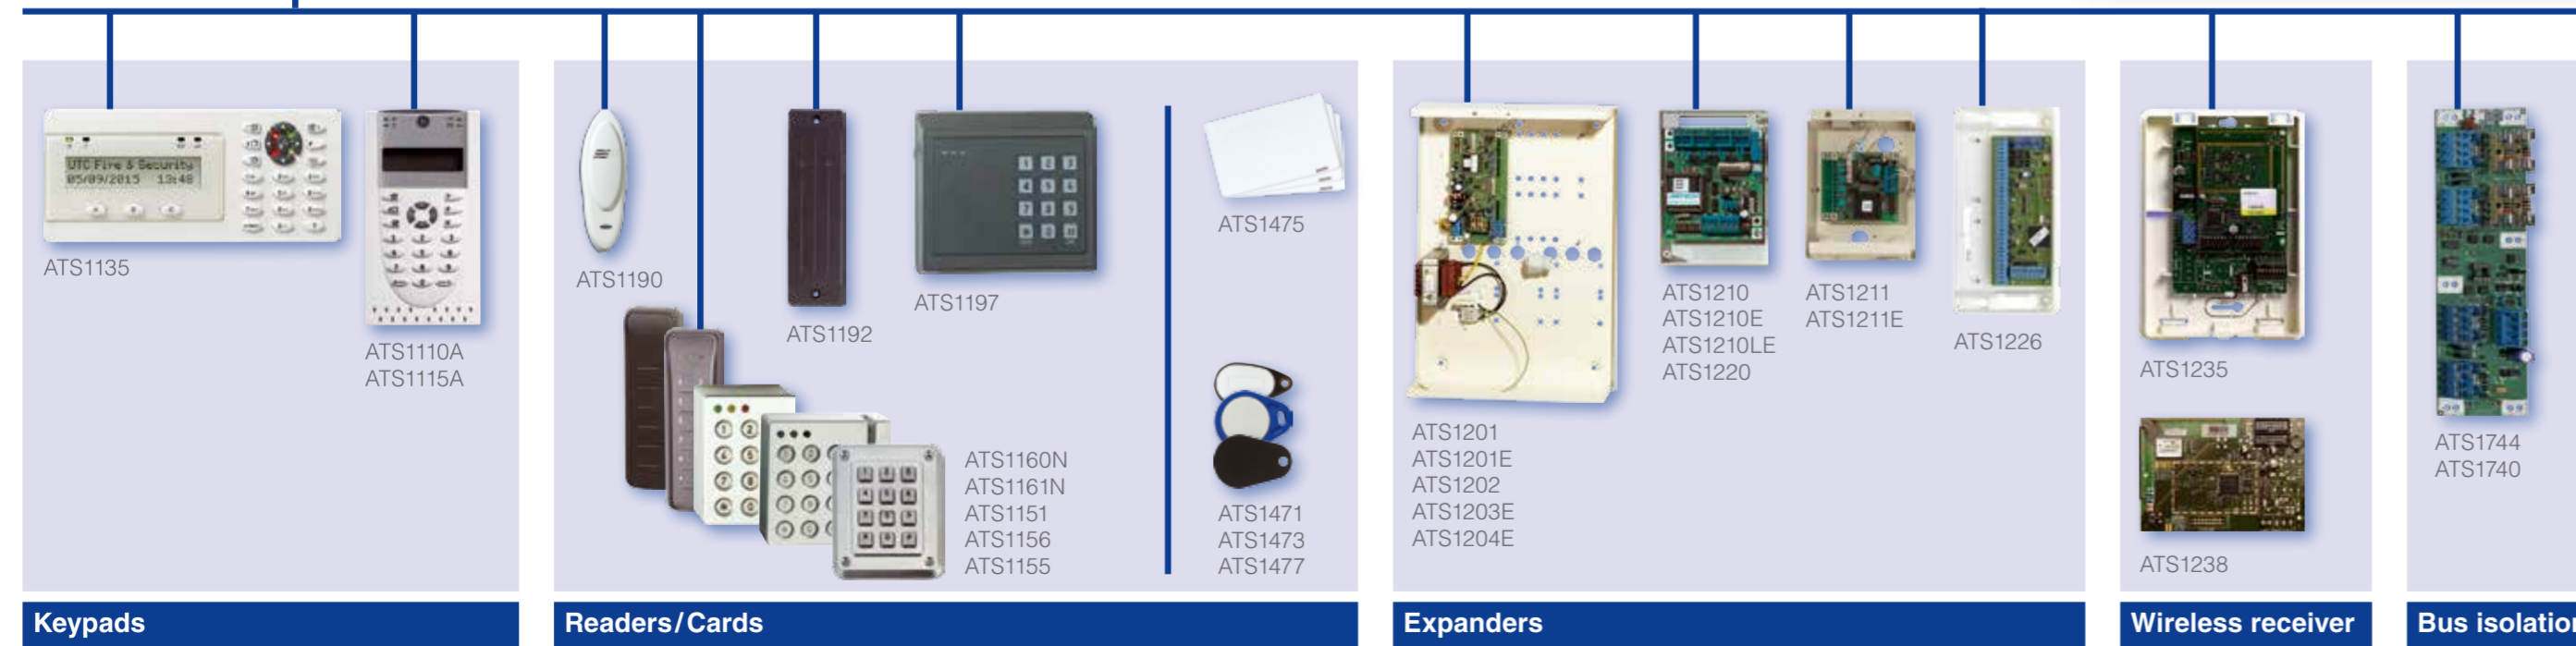 UTC Fire & Security
05/09/2015 13:48
ATS1135
ATS1110A
ATS1115A
Keypads
ATS1190
ATS1192
ATS1197
ATS1160N
ATS1161N
ATS1151
ATS1156
ATS1155
ATS1475
ATS1471
ATS1473
ATS1477
Readers/Cards
ATS1201
ATS1201E
ATS1202
ATS1203E
ATS1204E
ATS1210
ATS1210E
ATS1210LE
ATS1220
ATS1211
ATS1211E
ATS1226
Expanders
ATS1235
ATS1238
Wireless receiver
ATS1744
ATS1740
Bus isolation